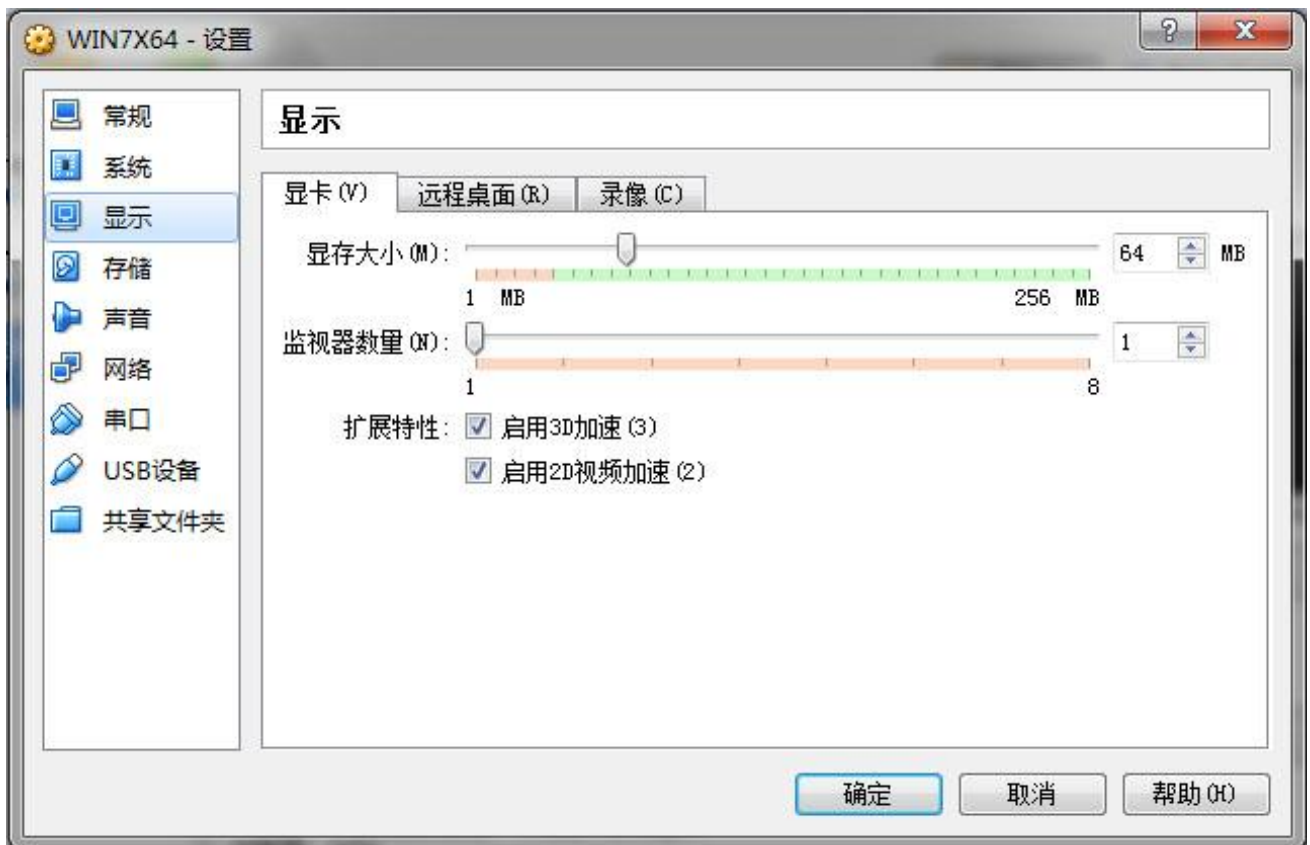 WIN7X64 - 设置
常规
系统
显示
存储
声音
网络
串口
USB设备
共享文件夹
显示
显卡(V) 远程桌面(R) 录像(C)
显存大小(M): 64 MB
1 MB 256 MB
监视器数量(N): 1
1 8
扩展特性: 启用3D加速(3)
启用2D视频加速(2)
确定 取消 帮助(H)